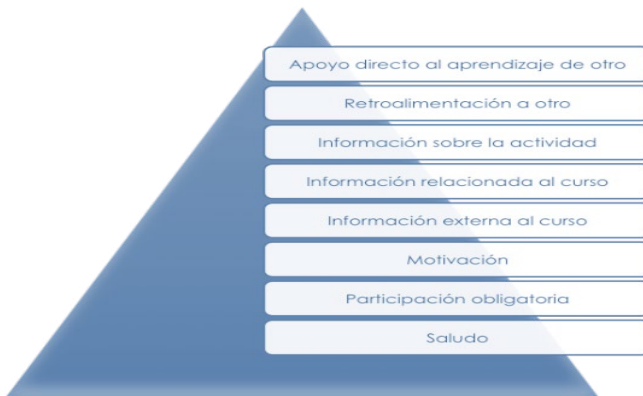 Apoyo directo al aprendizaje de otro
Retroalimentación a otro
Información sobre la actividad
Información relacionada al curso
Información externa al curso
Motivación
Participación obligatoria
Saludo